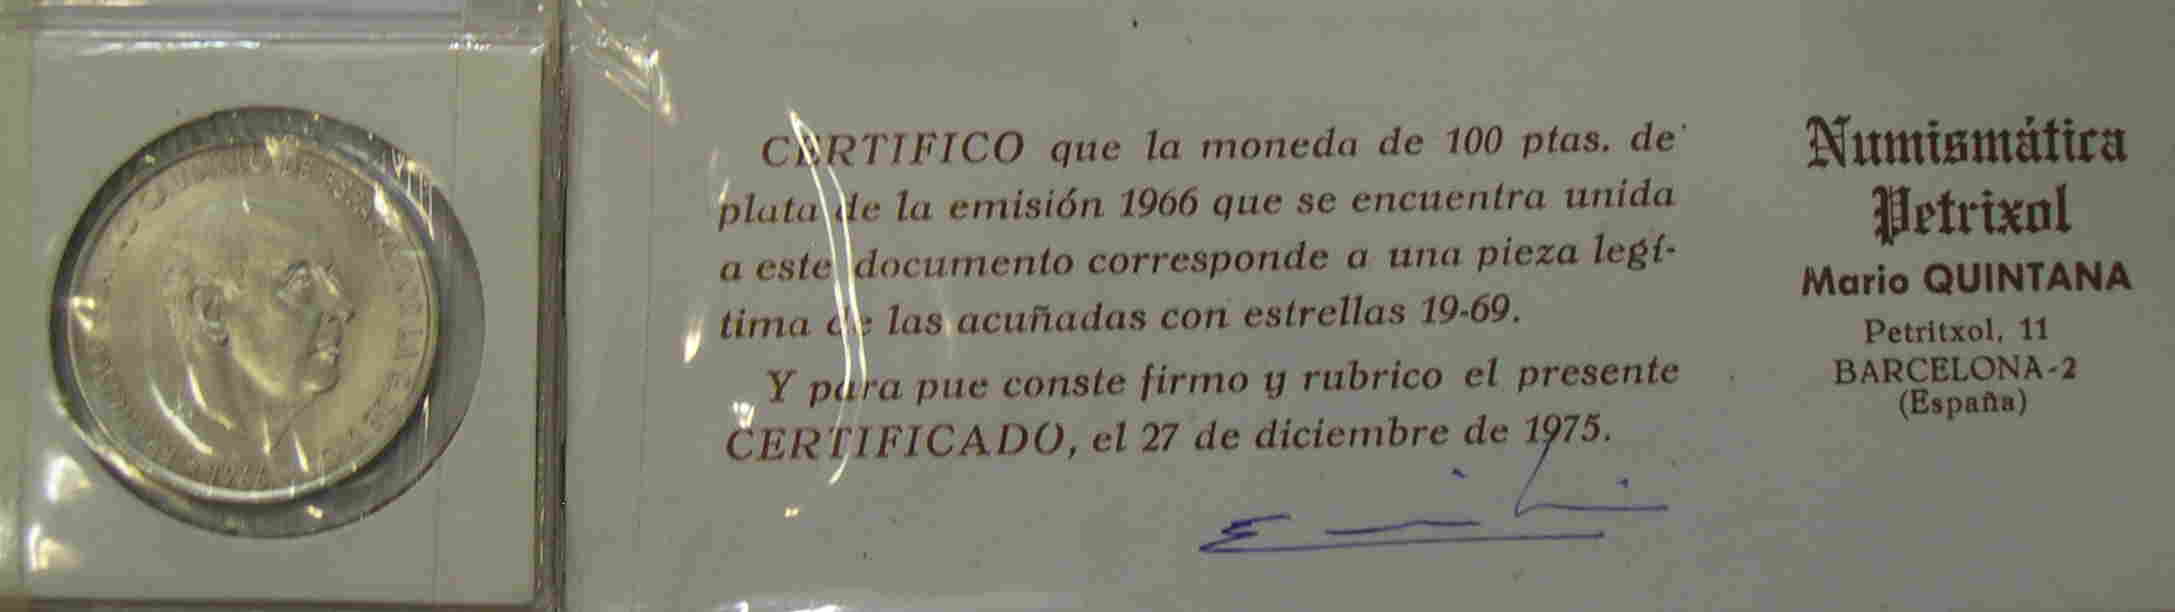 CERTIFICO que la moneda de 100 ptas. de
plata de la emisión 1966 que se encuentra unida
a este documento corresponde a una pieza legí-
tima de las acuñadas con estrellas 19-69.
Y para pue conste firmo y rubrico el presente
CERTIFICADO, el 27 de diciembre de 1975.
Numismática
Petrixol
Mario QUINTANA
Petritxol, 11
BARCELONA-2
(España)
1966